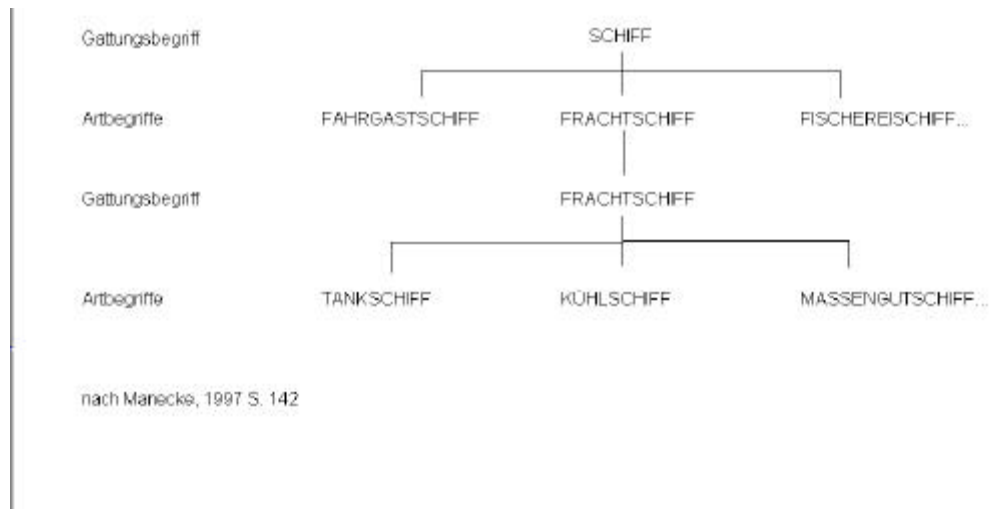 Gattungsbegriff SCHIFF
Artbegriffe FAHRGASTSCHIFF FRACHTSCHIFF FISCHEREISCHIFF...
Gattungsbegriff FRACHTSCHIFF
Artbegriffe TANKSCHIFF KÜHLSCHIFF MASSENGUTSCHIFF...
nach Manecke, 1997 S. 142